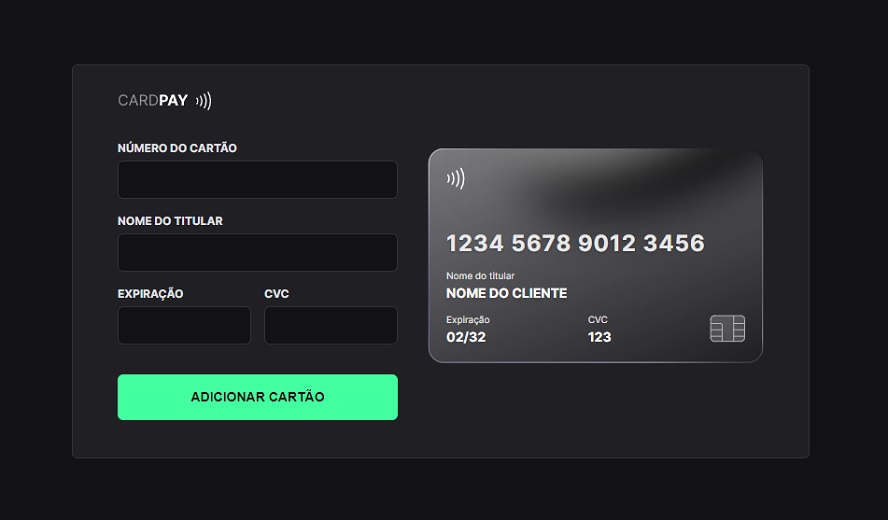 CARDPAY
NÚMERO DO CARTÃO
NOME DO TITULAR
EXPIRAÇÃO CVC
ADICIONAR CARTÃO
1234 5678 9012 3456
Nome do titular
NOME DO CLIENTE
Expiração CVC
02/32 123